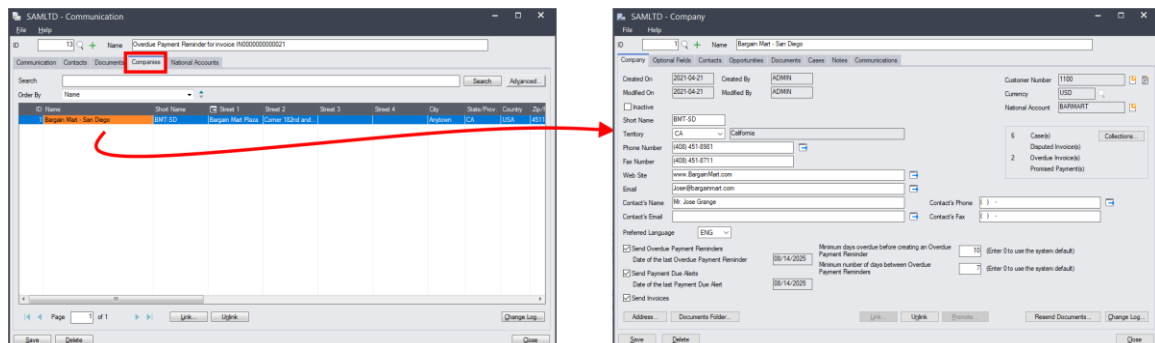 SAMLTD - Communication
File Help
ID 13 Name Overdue Payment Reminder for invoice IN0000000000021
Communication Contacts Documents Companies National Accounts
Search Search Advanced...
Order By Name
ID Name Short Name Street 1 Street 2 Street 3 Street 4 City State/Prov. Country Zip/
1 Bargain Mart - San Diego BMT-SD Bargain Mart Plaza Corner 182nd and... Anytown CA USA 4511
Page 1 of 1 Link... Unlink Change Log...
Save Delete Close
SAMLTD - Company
File Help
ID 1 Name Bargain Mart - San Diego
Company Optional Fields Contacts Opportunities Documents Cases Notes Communications
Created On 2021-04-21 Created By ADMIN Customer Number 1100
Modified On 2021-04-21 Modified By ADMIN Currency USD
Inactive National Account BARMART
Short Name BMT-SD
Territory CA California 6 Case(s) Collections...
Phone Number (408) 451-8981 Disputed Invoice(s)
Fax Number (408) 451-8711 2 Overdue Invoice(s)
Web Site www.BargainMart.com Promised Payment(s)
Email Jose@bargainmart.com
Contact's Name Mr. Jose Grange Contact's Phone ( ) -
Contact's Email Contact's Fax ( ) -
Preferred Language ENG
Send Overdue Payment Reminders Minimum days overdue before creating an Overdue Payment Reminder 10 (Enter 0 to use the system default)
Date of the last Overdue Payment Reminder 08/14/2025 Minimum number of days between Overdue Payment Reminders 7 (Enter 0 to use the system default)
Send Payment Due Alerts
Date of the last Payment Due Alert 08/14/2025
Send Invoices
Address... Documents Folder... Link... Unlink Promote... Resend Documents... Change Log...
Save Delete Close